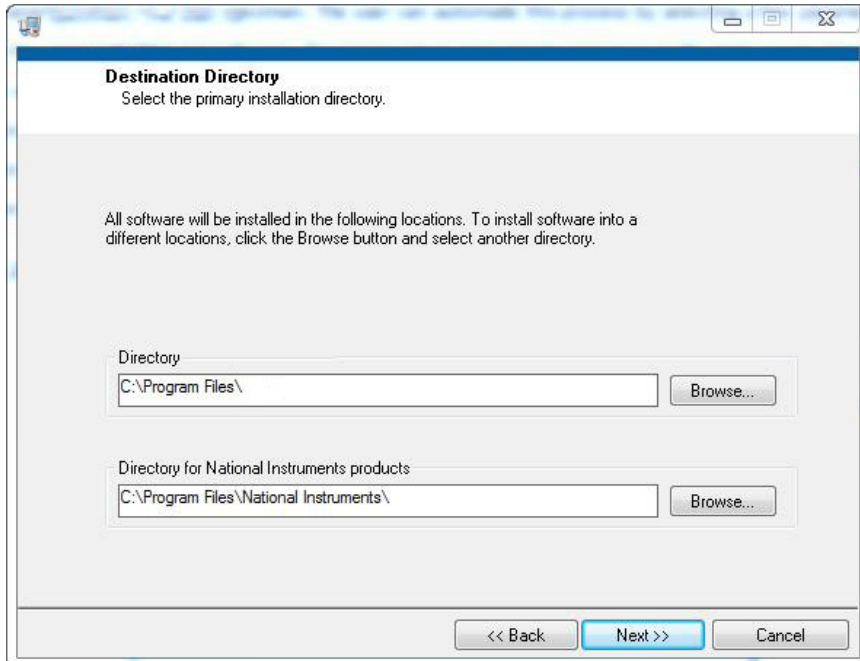 Destination Directory
Select the primary installation directory.
All software will be installed in the following locations. To install software into a
different locations, click the Browse button and select another directory.
Directory
C:\Program Files\
Browse...
Directory for National Instruments products
C:\Program Files\National Instruments\
Browse...
<< Back
Next >>
Cancel